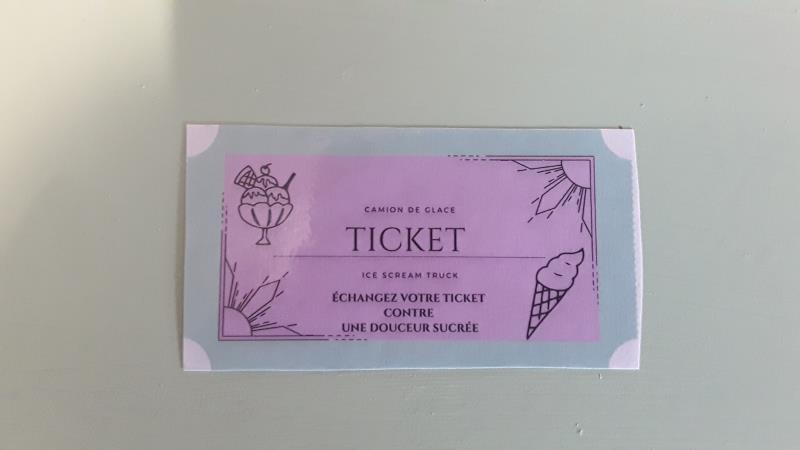 CAMION DE GLACE
TICKET
ICE SCREAM TRUCK
ÉCHANGEZ VOTRE TICKET
CONTRE
UNE DOUCEUR SUCRÉE